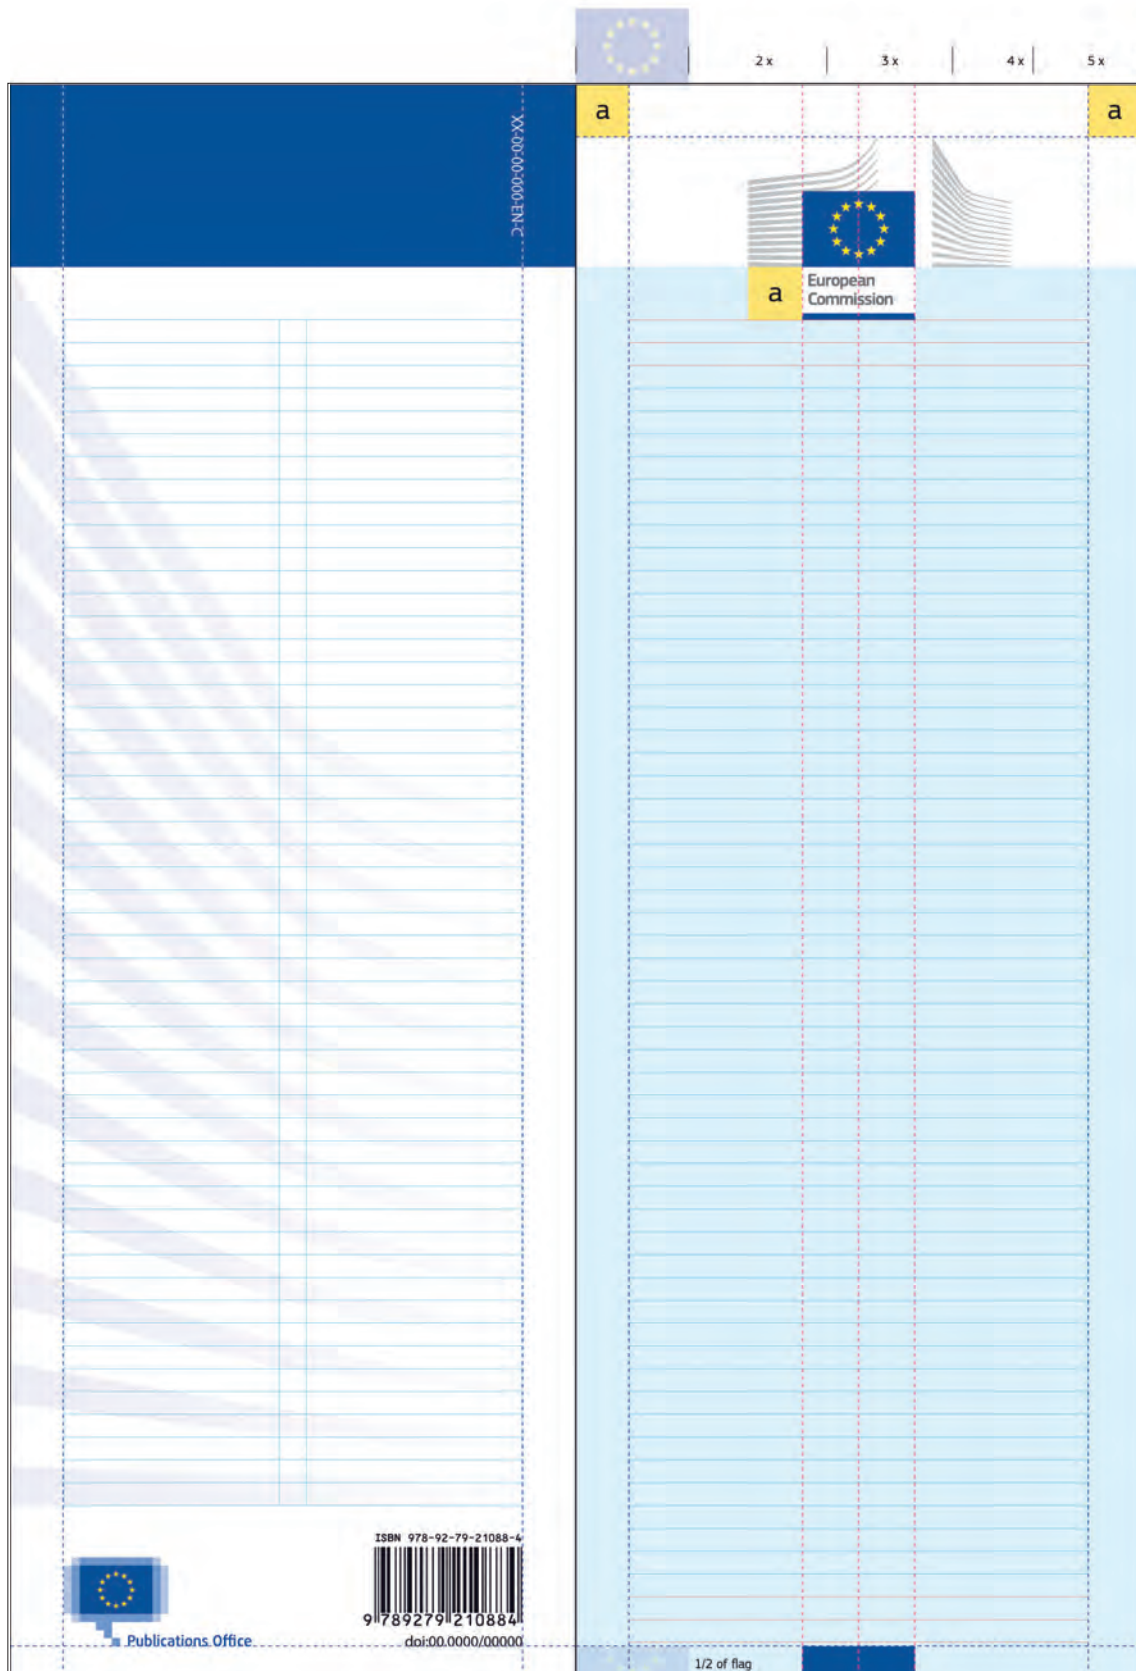 2 x
3 x
4 x
5 x
a
a
XX-00-00-000-EN-C
a
European
Commission
ISBN 978-92-79-21088-4
9 789279 210884
Publications Office
doi:00.0000/00000
1/2 of flag